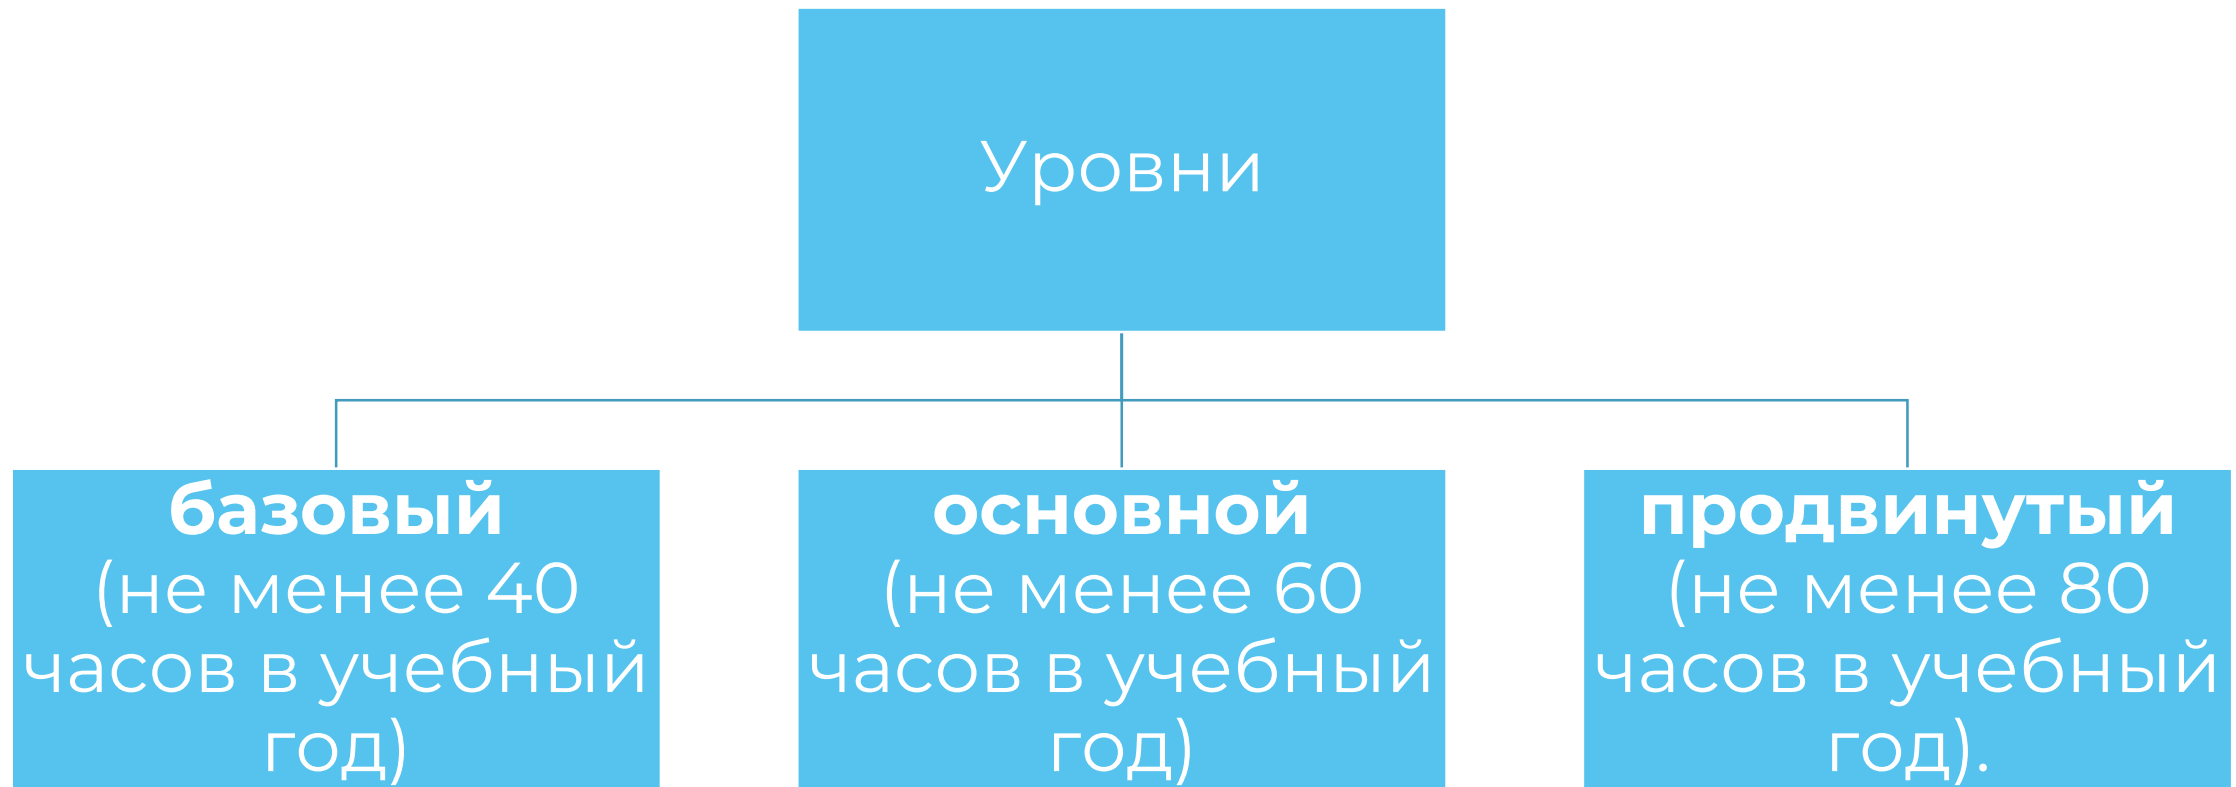 Уровни
базовый
(не менее 40
часов в учебный
год)
основной
(не менее 60
часов в учебный
год)
продвинутый
(не менее 80
часов в учебный
год).